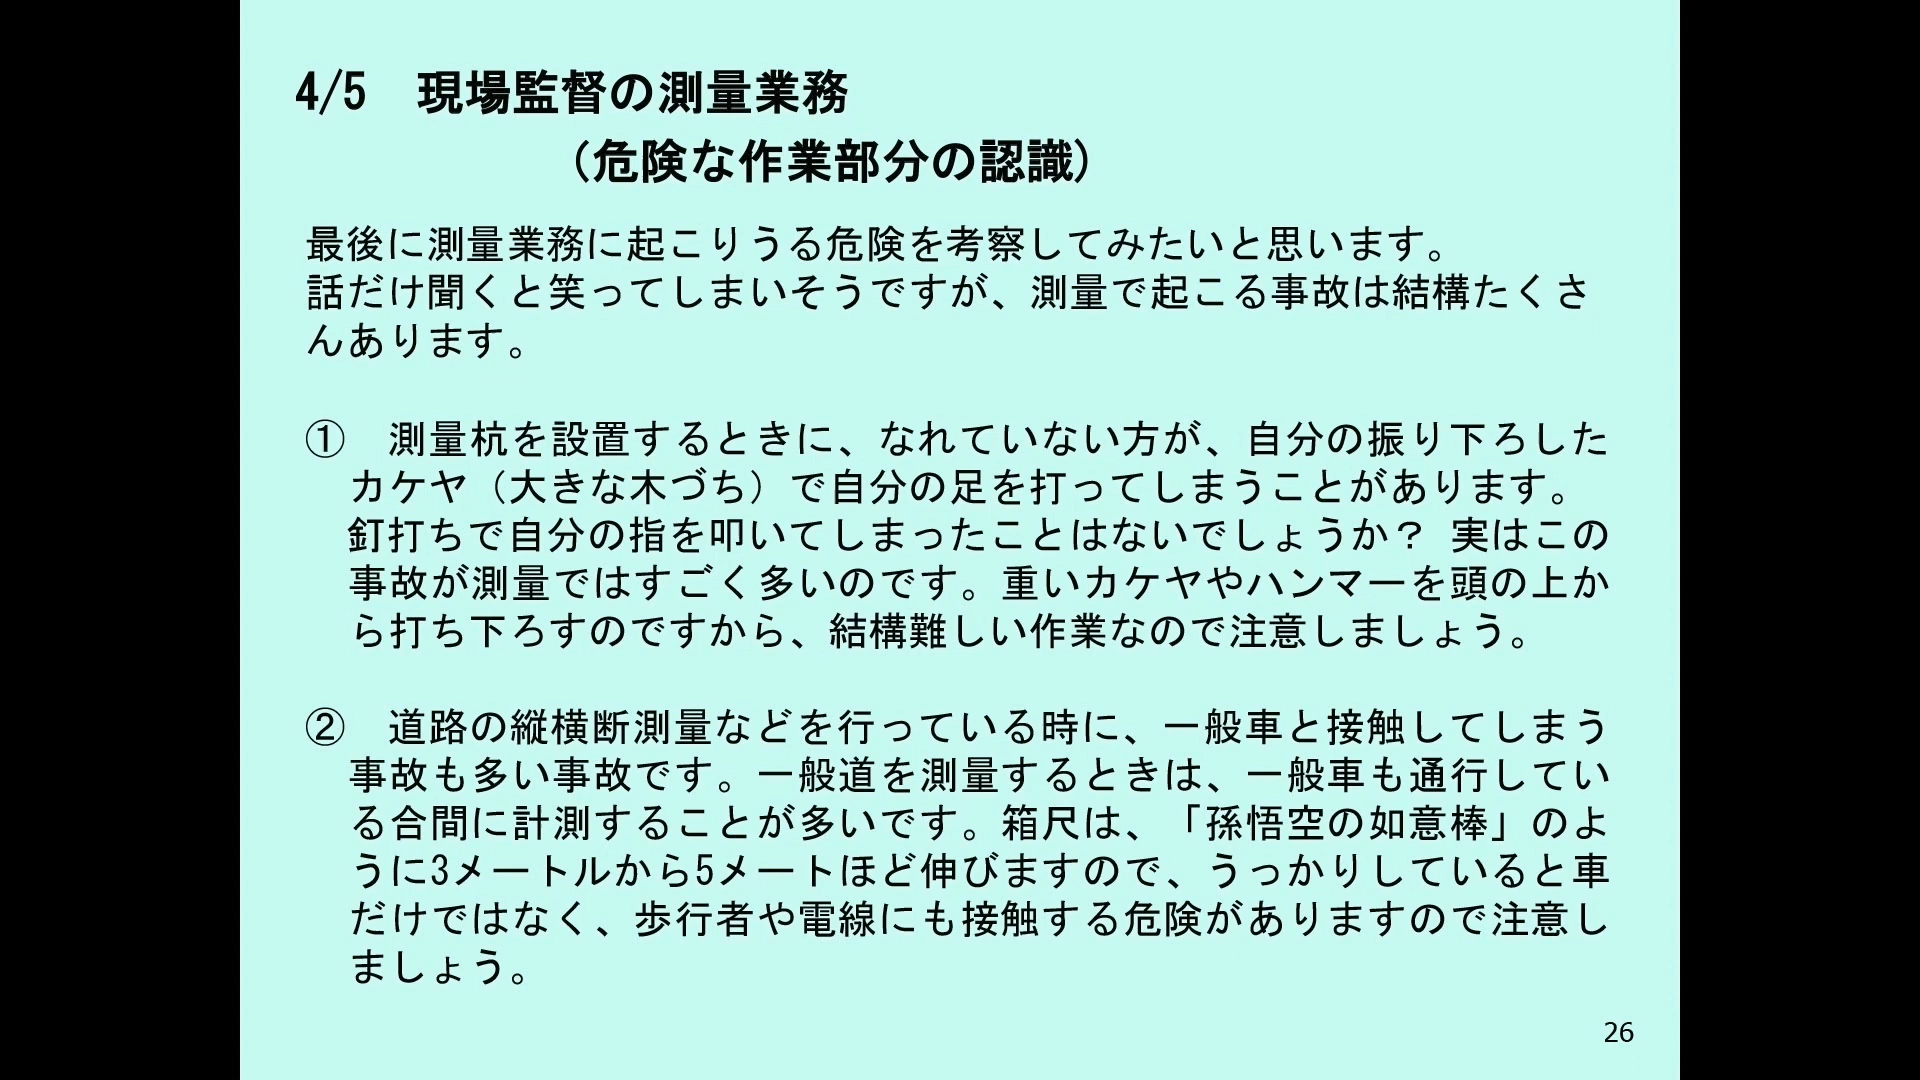 4/5　現場監督の測量業務
（危険な作業部分の認識）
最後に測量業務に起こりうる危険を考察してみたいと思います。
話だけ聞くと笑ってしまいそうですが、測量で起こる事故は結構たくさ
んあります。
①　測量杭を設置するときに、なれていない方が、自分の振り下ろした
カケヤ（大きな木づち）で自分の足を打ってしまうことがあります。
釘打ちで自分の指を叩いてしまったことはないでしょうか？ 実はこの
事故が測量ではすごく多いのです。重いカケヤやハンマーを頭の上か
ら打ち下ろすのですから、結構難しい作業なので注意しましょう。
②　道路の縦横断測量などを行っている時に、一般車と接触してしまう
事故も多い事故です。一般道を測量するときは、一般車も通行してい
る合間に計測することが多いです。箱尺は、「孫悟空の如意棒」のよ
うに3メートルから5メートほど伸びますので、うっかりしていると車
だけではなく、歩行者や電線にも接触する危険がありますので注意し
ましょう。
26